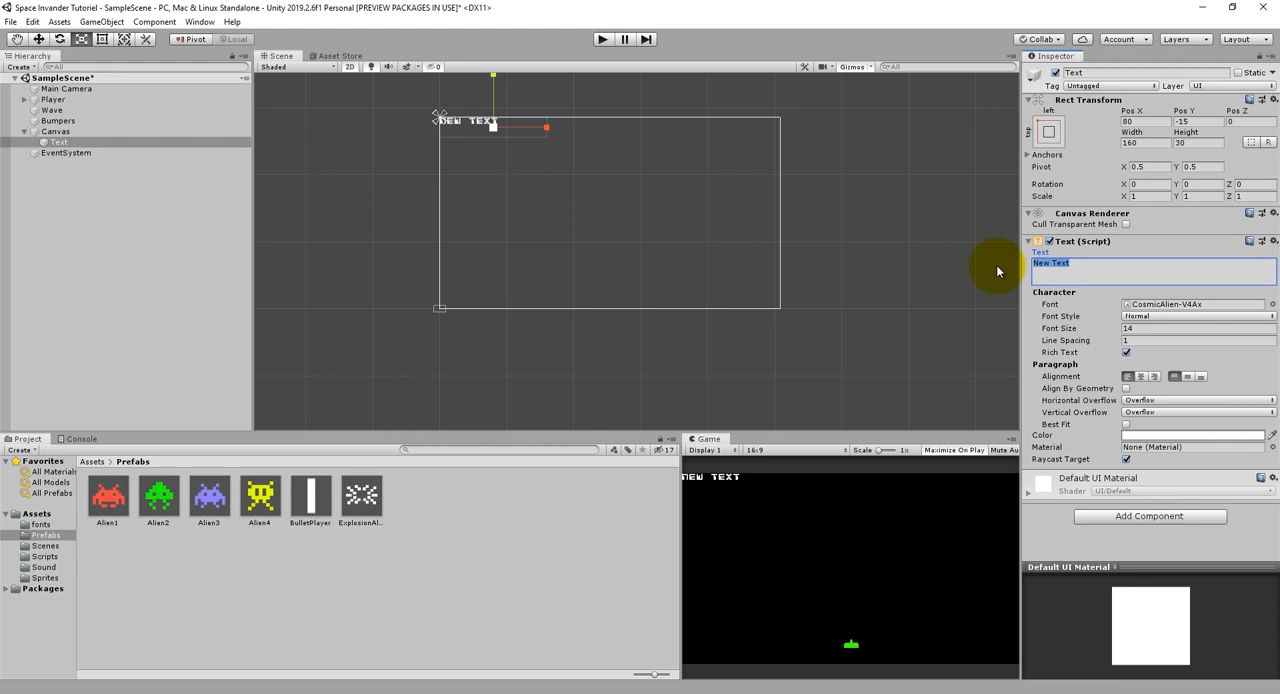 Space Invander Tutoriel - SampleScene - PC, Mac & Linux Standalone - Unity 2019.2.6f1 Personal [PREVIEW PACKAGES IN USE]* <DX11>
File Edit Assets GameObject Component Window Help
Pivot Local Collab Account Layers Layout
Hierarchy
Create All
SampleScene*
Main Camera
Player
Wave
Bumpers
Canvas
Text
EventSystem
Scene Asset Store
Shaded 2D 0 Gizmos All
NEW TEXT
Inspector
Text Static
Tag Untagged Layer UI
Rect Transform
left Pos X Pos Y Pos Z
80 -15 0
top Width Height
160 30 R
Anchors
Pivot X 0.5 Y 0.5
Rotation X 0 Y 0 Z 0
Scale X 1 Y 1 Z 1
Canvas Renderer
Cull Transparent Mesh
Text (Script)
Text
New Text
Character
Font CosmicAlien-V4Ax
Font Style Normal
Font Size 14
Line Spacing 1
Rich Text
Paragraph
Alignment
Align By Geometry
Horizontal Overflow Overflow
Vertical Overflow Overflow
Best Fit
Color
Material None (Material)
Raycast Target
Default UI Material
Shader UI/Default
Add Component
Default UI Material
Project Console
Create 17
Favorites
All Materials
All Models
All Prefabs
Assets
fonts
Prefabs
Scenes
Scripts
Sound
Sprites
Packages
Assets > Prefabs
Alien1 Alien2 Alien3 Alien4 BulletPlayer ExplosionAl...
Game
Display 1 16:9 Scale 1x Maximize On Play Mute Au
NEW TEXT